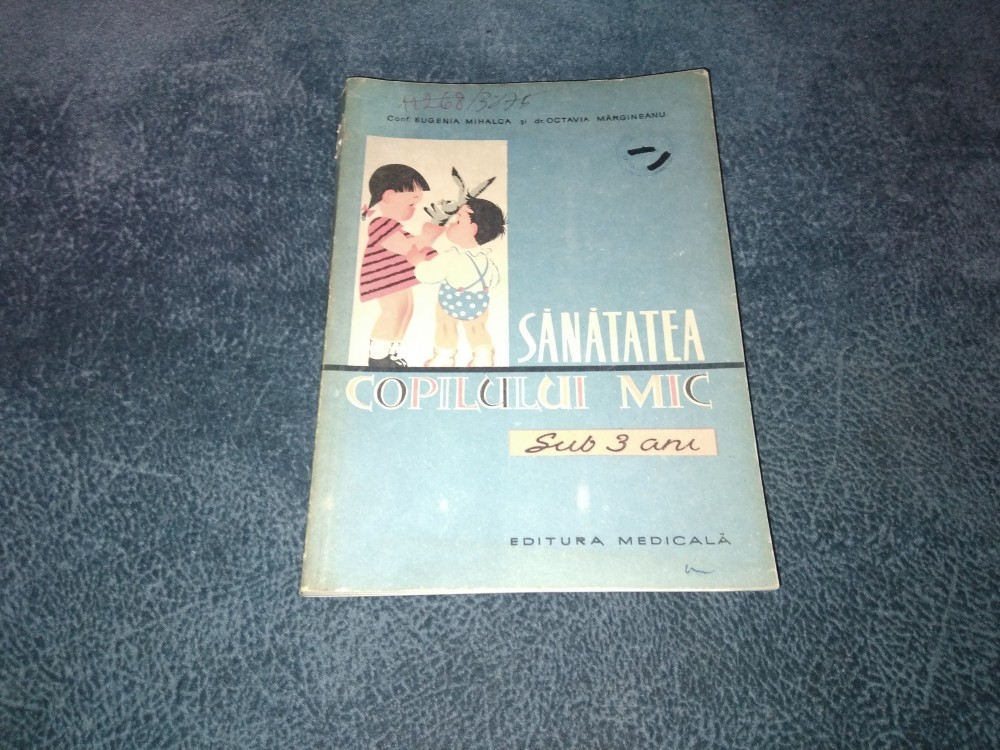 Conf. EUGENIA MIHALCA și dr. OCTAVIA MĂRGINEANU
SĂNĂTATEA
COPILULUI MIC
Sub 3 ani
EDITURA MEDICALĂ